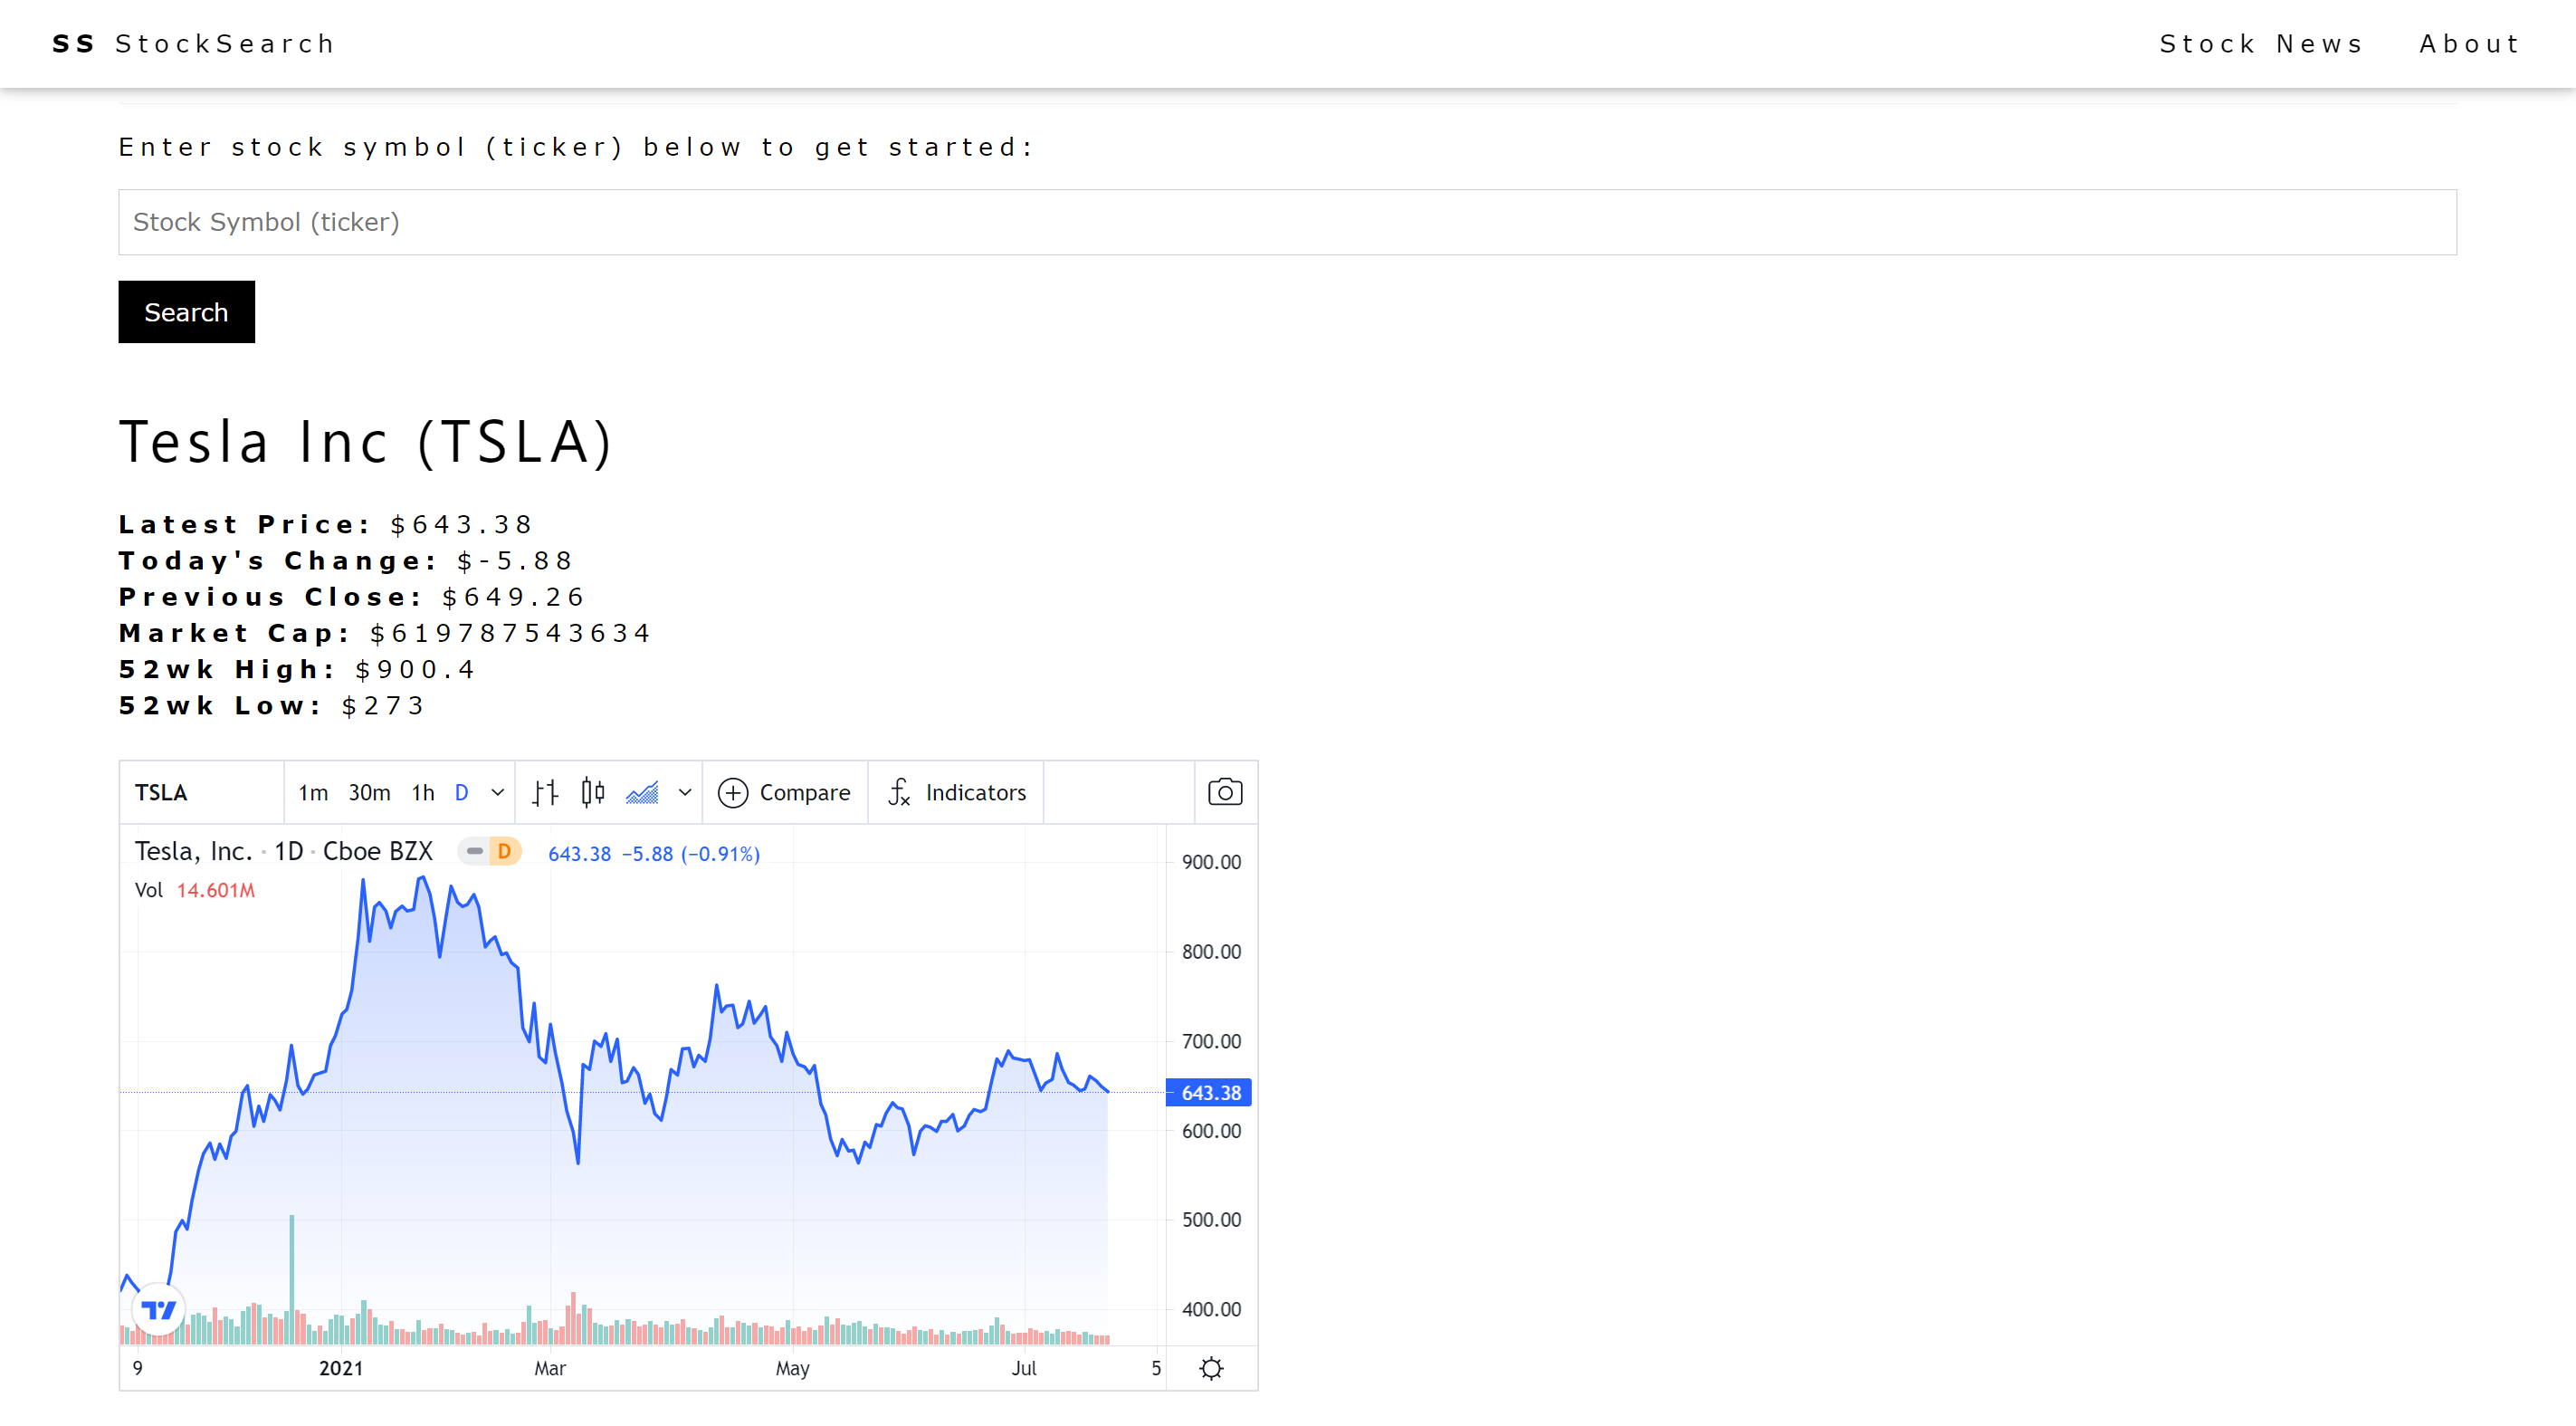 SS StockSearch
Stock News
About
Enter stock symbol (ticker) below to get started:
Stock Symbol (ticker)
Search
Tesla Inc (TSLA)
Latest Price: $643.38
Today's Change: $-5.88
Previous Close: $649.26
Market Cap: $619787543634
52wk High: $900.4
52wk Low: $273
TSLA 1m 30m 1h D Compare Indicators
Tesla, Inc. · 1D · Cboe BZX D 643.38 −5.88 (−0.91%)
Vol 14.601M
900.00
800.00
700.00
643.38
600.00
500.00
400.00
9 2021 Mar May Jul 5